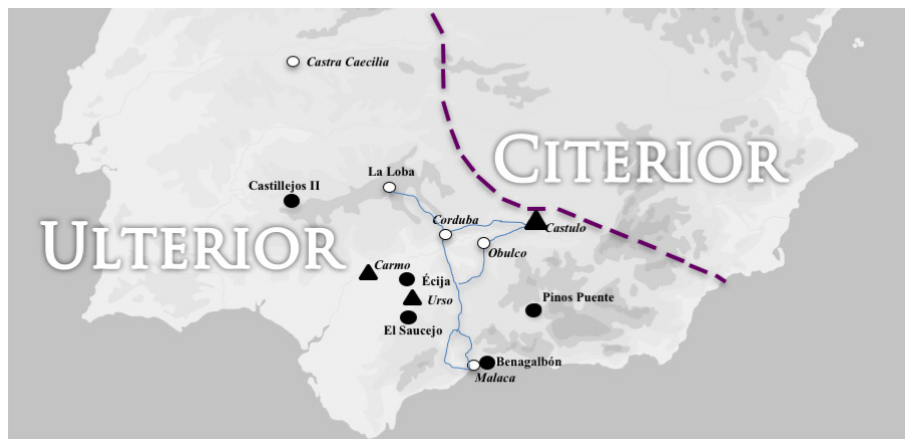 Castra Caecilia
CITERIOR
La Loba
Castillejos II
Corduba
Castulo
ULTERIOR
Obulco
Carmo
Écija
Urso
Pinos Puente
El Saucejo
Benagalbón
Malaca